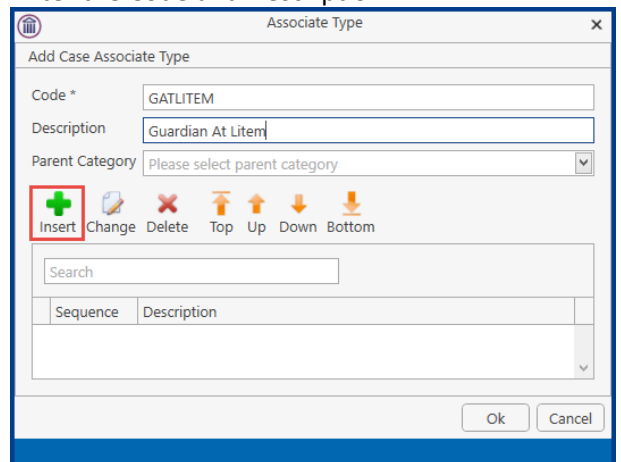 Associate Type
Add Case Associate Type
Code * GATLITEM
Description Guardian At Litem
Parent Category Please select parent category
Insert Change Delete Top Up Down Bottom
Search
Sequence Description
Ok Cancel